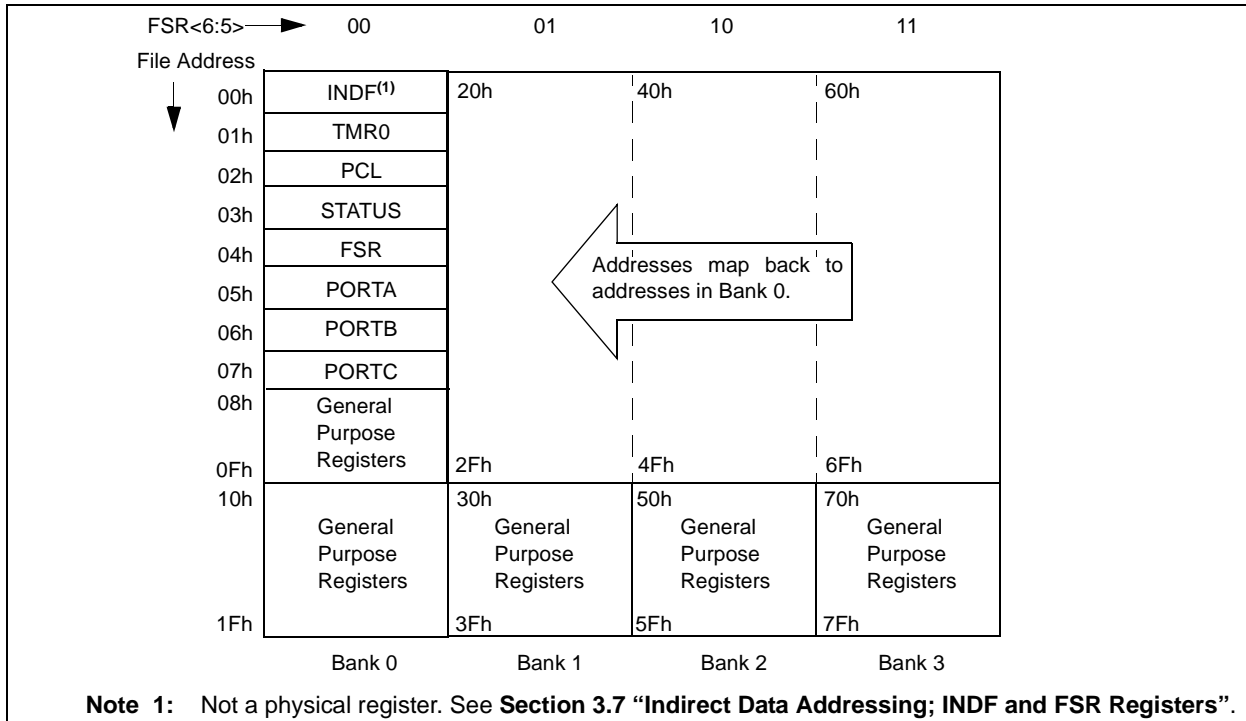 FSR<6:5> 00 01 10 11
File Address
00h INDF(1) 20h 40h 60h
01h TMR0
02h PCL
03h STATUS
04h FSR
Addresses map back to
05h PORTA
addresses in Bank 0.
06h PORTB
07h PORTC
08h General
Purpose
Registers
0Fh 2Fh 4Fh 6Fh
10h 30h 50h 70h
General General General General
Purpose Purpose Purpose Purpose
Registers Registers Registers Registers
1Fh 3Fh 5Fh 7Fh
Bank 0 Bank 1 Bank 2 Bank 3
Note 1: Not a physical register. See Section 3.7 “Indirect Data Addressing; INDF and FSR Registers”.